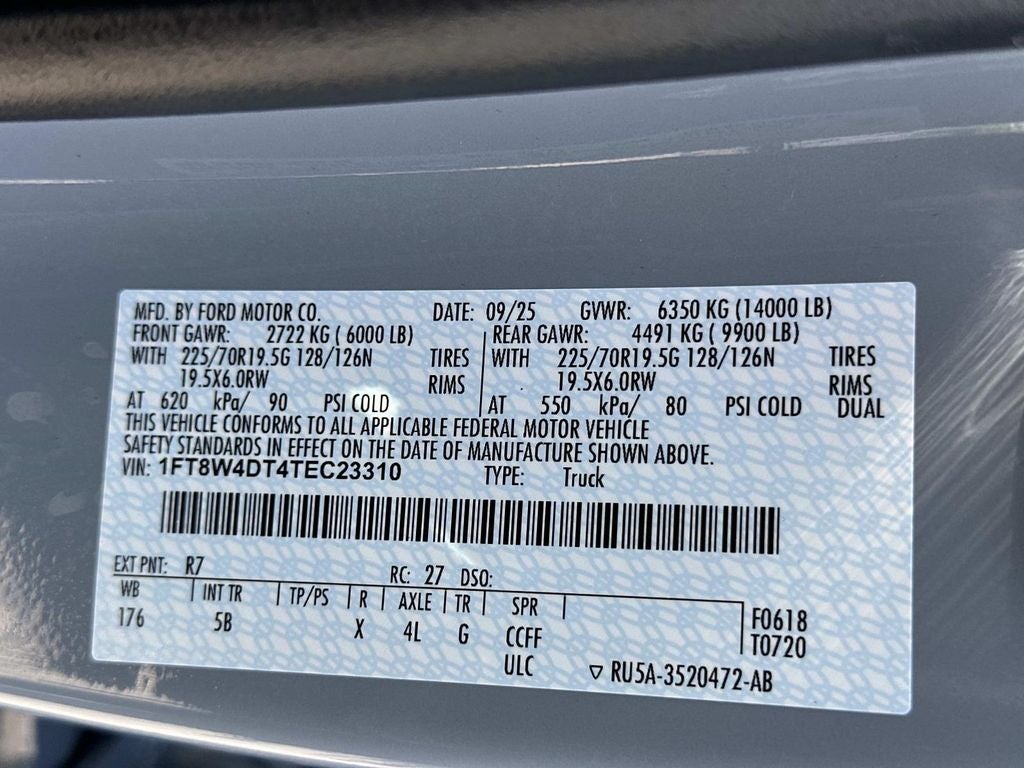 MFD. BY FORD MOTOR CO. DATE: 09/25 GVWR: 6350 KG (14000 LB)
FRONT GAWR: 2722 KG ( 6000 LB) REAR GAWR: 4491 KG ( 9900 LB)
WITH 225/70R19.5G 128/126N TIRES WITH 225/70R19.5G 128/126N TIRES
19.5X6.0RW RIMS 19.5X6.0RW RIMS
AT 620 kPa/ 90 PSI COLD AT 550 kPa/ 80 PSI COLD DUAL
THIS VEHICLE CONFORMS TO ALL APPLICABLE FEDERAL MOTOR VEHICLE
SAFETY STANDARDS IN EFFECT ON THE DATE OF MANUFACTURE SHOWN ABOVE.
VIN: 1FT8W4DT4TEC23310 TYPE: Truck
EXT PNT: R7 RC: 27 DSO:
WB INT TR TP/PS R AXLE TR SPR F0618
176 5B X 4L G CCFF T0720
ULC RU5A-3520472-AB